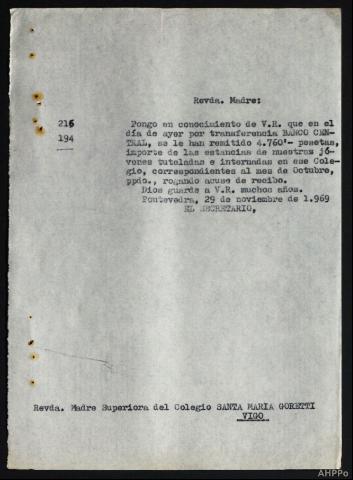 Revda. Madre:
216
194
Pongo en conocimiento de V.R. que en el
día de ayer por transferencia BANCO CEN-
TRAL, se le han remitido 4.760'- pesetas,
importe de las estancias de nuestras jó-
venes tuteladas e internadas en ese Cole-
gio, correspondientes al mes de Octubre,
ppdo., rogando acuse de recibo.
Dios guarde a V.R. muchos años.
Pontevedra, 29 de noviembre de 1.969
EL SECRETARIO,
Revda. Madre Superiora del Colegio SANTA MARIA GORETTI
VIGO
AHPPo